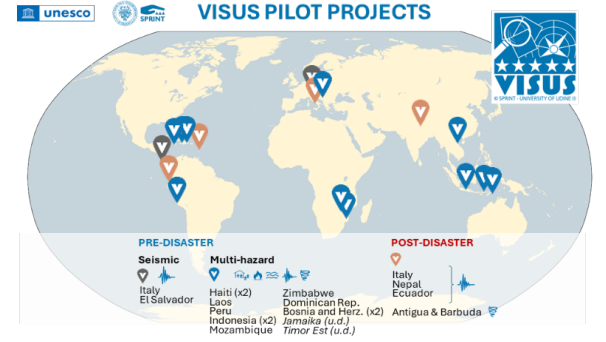 unesco
SPRINT
VISUS PILOT PROJECTS
VISUS
© SPRINT - UNIVERSITY OF UDINE (I)
PRE-DISASTER
Seismic
Italy
El Salvador
Multi-hazard
Haiti (x2)
Laos
Peru
Indonesia (x2)
Mozambique
Zimbabwe
Dominican Rep.
Bosnia and Herz. (x2)
Jamaika (u.d.)
Timor Est (u.d.)
POST-DISASTER
Italy
Nepal
Ecuador
Antigua & Barbuda